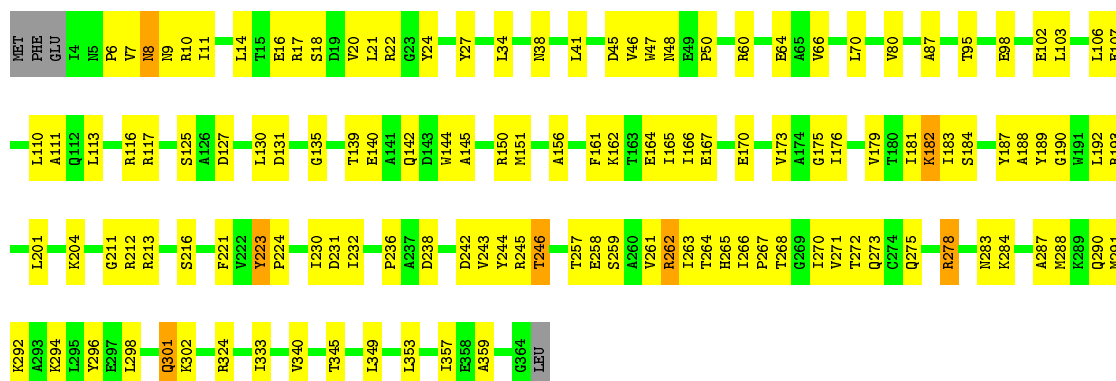 MET PHE GLU I4 N5 P6 V7 N8 N9 R10 I11 L14 T15 E16 R17 S18 D19 V20 L21 R22 G23 Y24 Y27 L34 N38 L41 D45 V46 W47 N48 E49 P50 R60 E64 A65 V66 L70 V80 A87 T95 E98 E102 L103 L106
L110 A111 Q112 L113 R116 R117 S125 A126 D127 L130 D131 G135 T139 E140 A141 Q142 D143 W144 A145 R150 M151 A156 F161 K162 T163 E164 I165 I166 E167 E170 V173 A174 G175 I176 V179 T180 I181 K182 I183 S184 Y187 A188 Y189 G190 W191 L192
L201 K204 G211 R212 R213 S216 F221 V222 Y223 P224 I230 D231 I232 P236 A237 D238 D242 V243 Y244 R245 T246 T257 E258 S259 A260 V261 R262 I263 T264 H265 I266 P267 T268 G269 I270 V271 T272 Q273 C274 Q275 R278 N283 K284 A287 M288 K289 Q290 M291
K292 A293 K294 L295 Y296 E297 L298 Q301 K302 R324 I333 V340 T345 L349 L353 I357 E358 A359 G364 LEU